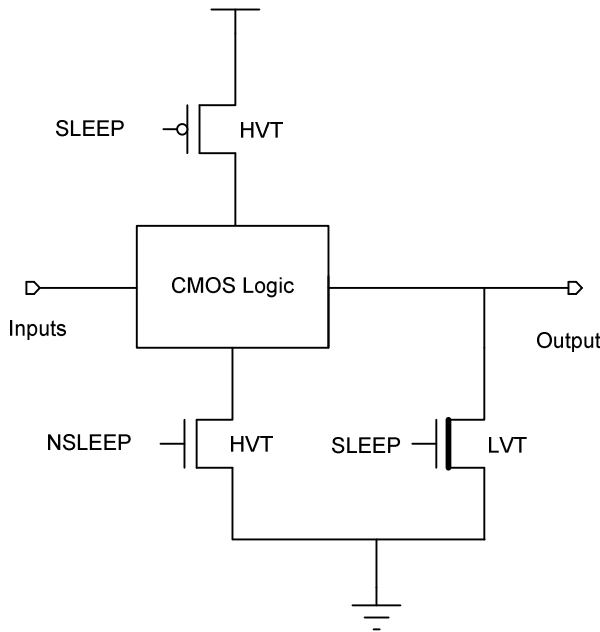 SLEEP
HVT
CMOS Logic
Inputs
Output
NSLEEP
HVT
SLEEP
LVT